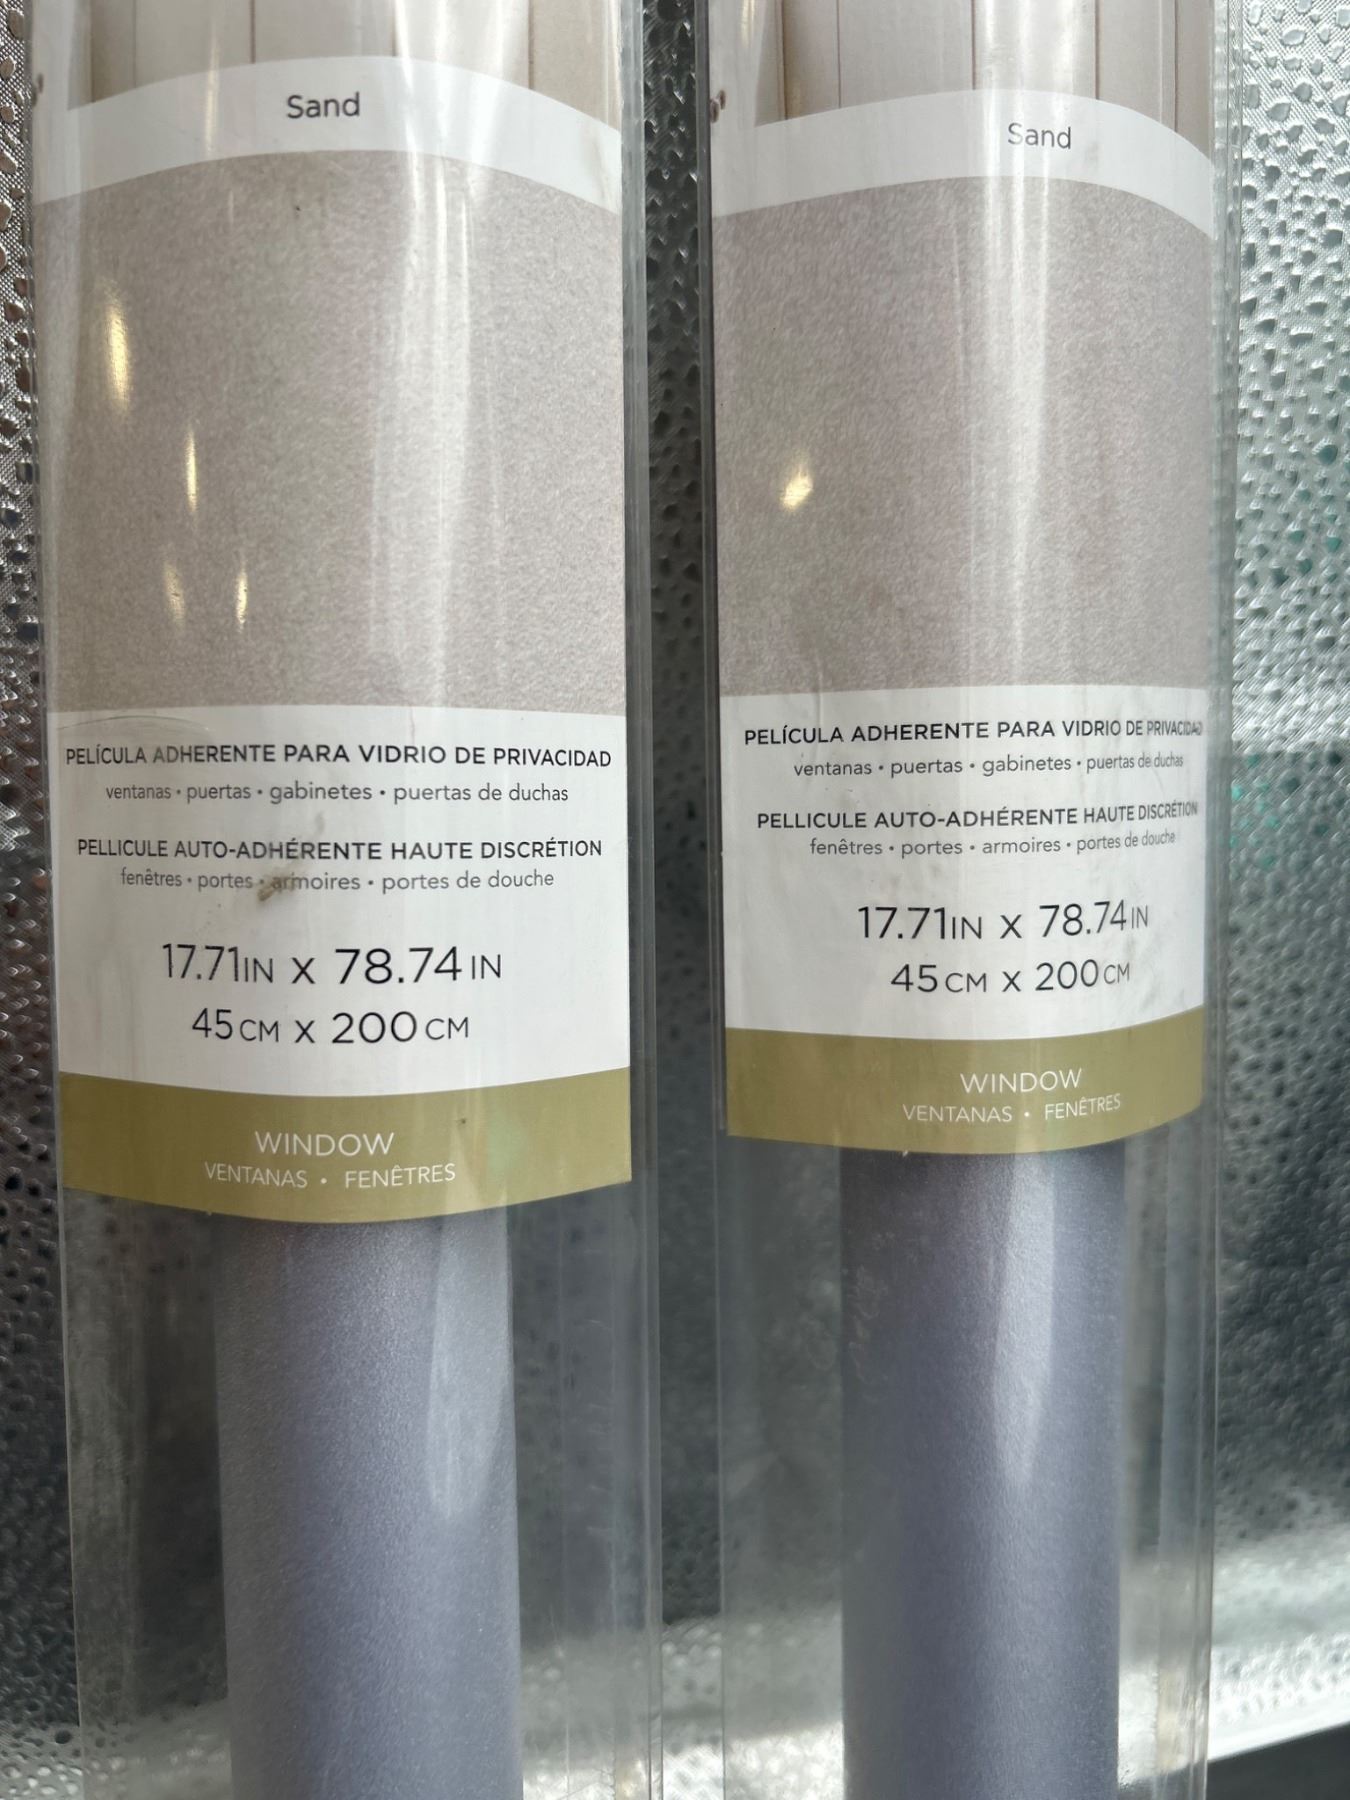 Sand
PELÍCULA ADHERENTE PARA VIDRIO DE PRIVACIDAD
ventanas • puertas • gabinetes • puertas de duchas
PELLICULE AUTO-ADHÉRENTE HAUTE DISCRÉTION
fenêtres • portes • armoires • portes de douche
17.71IN X 78.74IN
45CM X 200CM
WINDOW
VENTANAS • FENÊTRES
Sand
PELÍCULA ADHERENTE PARA VIDRIO DE PRIVACIDAD
ventanas • puertas • gabinetes • puertas de duchas
PELLICULE AUTO-ADHÉRENTE HAUTE DISCRÉTION
fenêtres • portes • armoires • portes de douche
17.71IN X 78.74IN
45CM X 200CM
WINDOW
VENTANAS • FENÊTRES